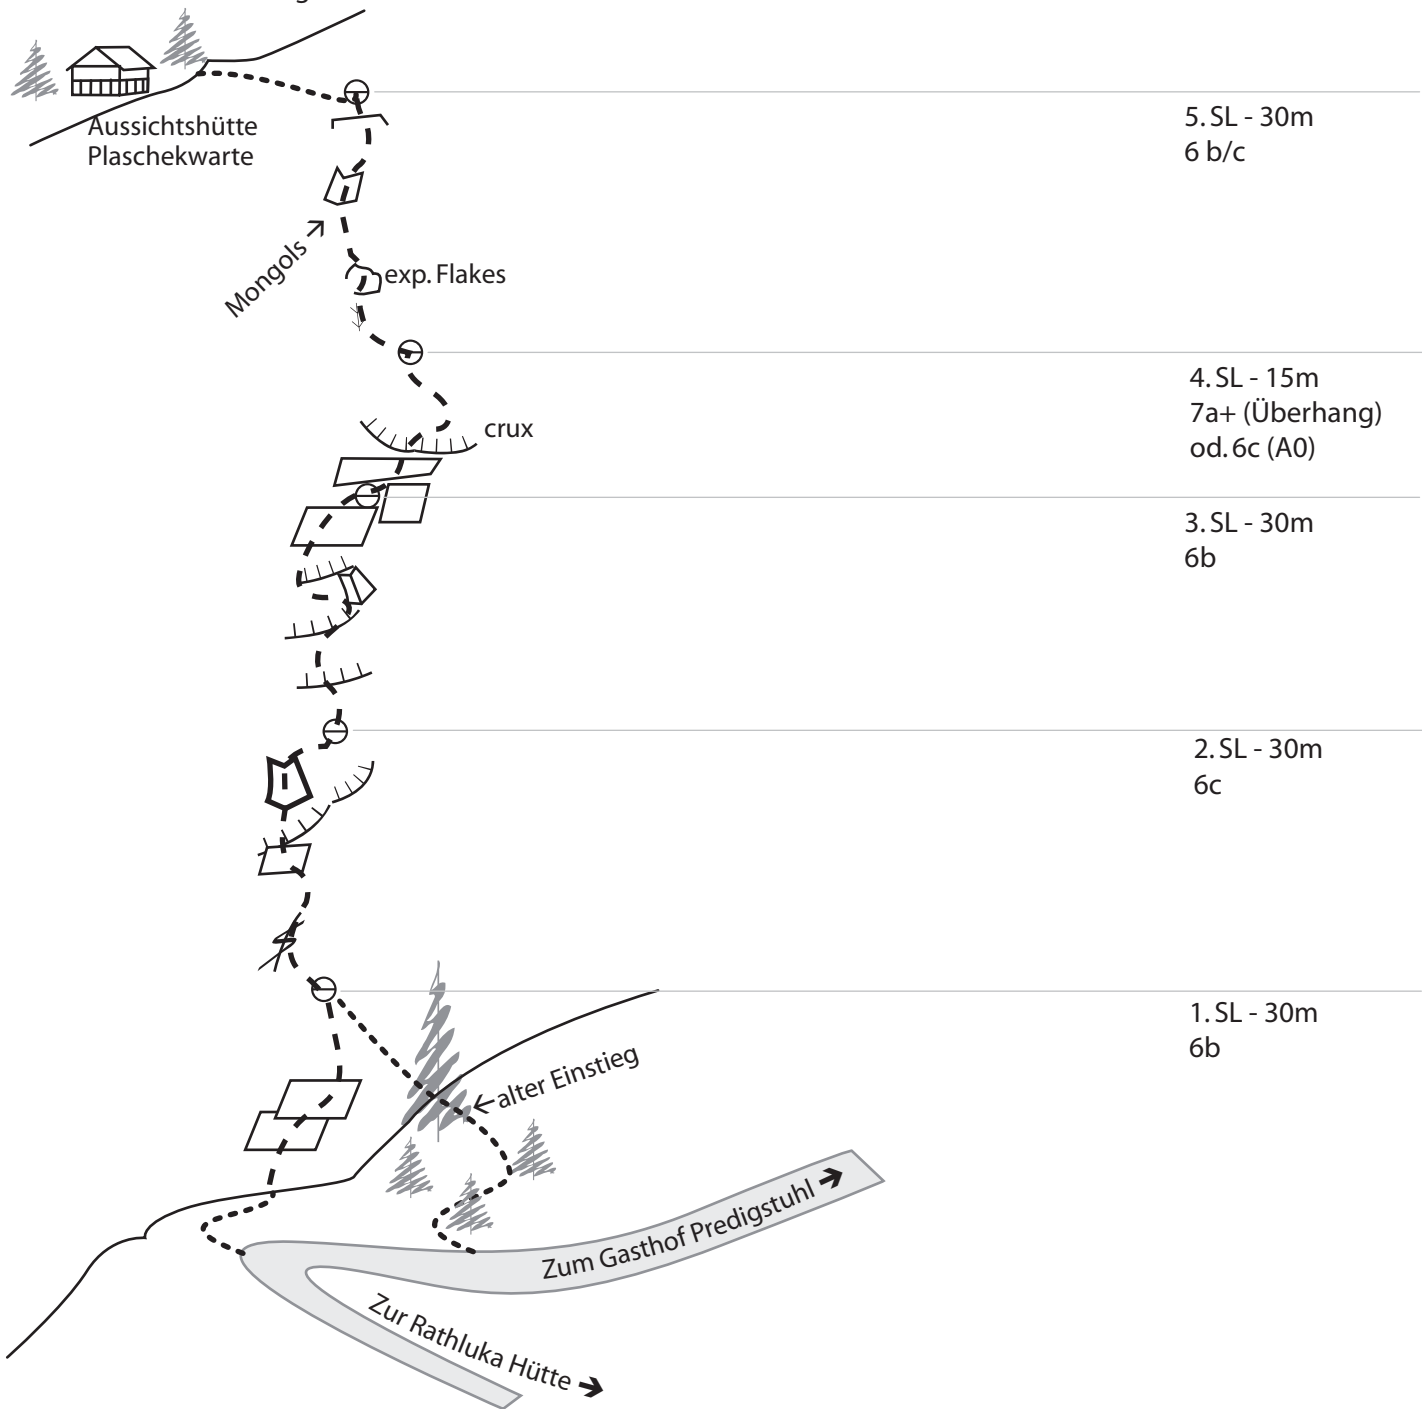 Aussichtshütte
Plaschekwarte
5. SL - 30m
6 b/c
Mongols
exp. Flakes
4. SL - 15m
7a+ (Überhang)
od. 6c (A0)
crux
3. SL - 30m
6b
2. SL - 30m
6c
1. SL - 30m
6b
alter Einstieg
Zum Gasthof Predigstuhl
Zur Rathluka Hütte